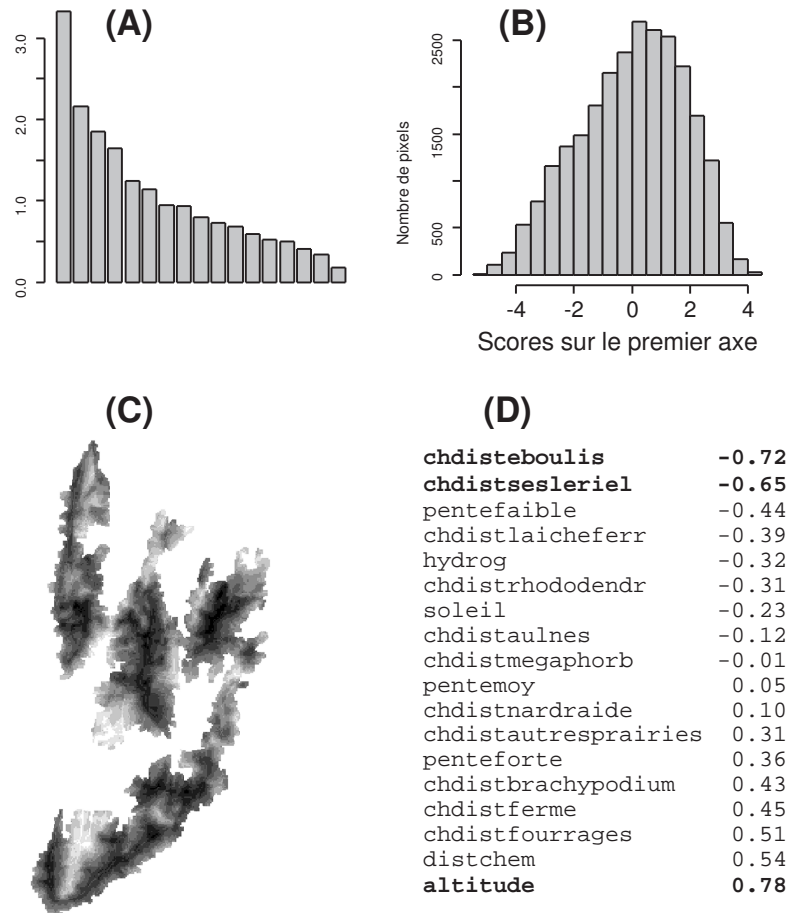 (A)
3.0
2.0
1.0
0.0
(B)
Nombre de pixels
2500
1500
500
0
-4 -2 0 2 4
Scores sur le premier axe
(C)
(D)
chdisteboulis -0.72
chdistsesleriel -0.65
pentefaible -0.44
chdistlaicheferr -0.39
hydrog -0.32
chdistrhododendr -0.31
soleil -0.23
chdistaulnes -0.12
chdistmegaphorb -0.01
pentemoy 0.05
chdistnardraide 0.10
chdistautresprairies 0.31
penteforte 0.36
chdistbrachypodium 0.43
chdistferme 0.45
chdistfourrages 0.51
distchem 0.54
altitude 0.78